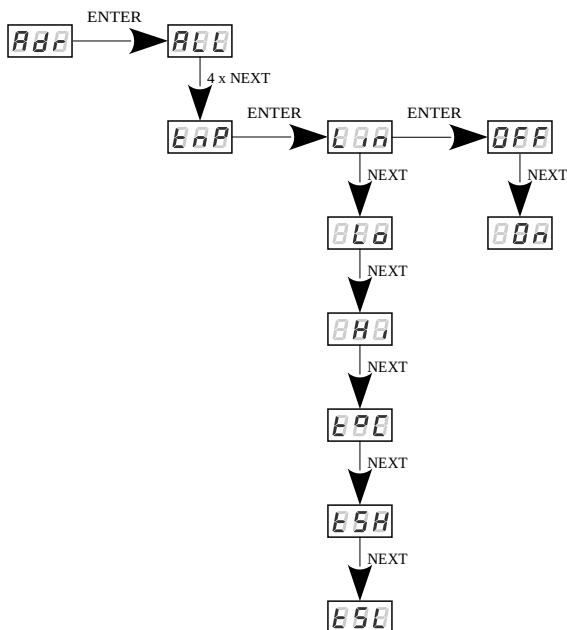 ENTER
Adr ALL
4 x NEXT
ENTER ENTER
tnP Lin OFF
NEXT NEXT
Lo On
NEXT
Hi
NEXT
t°C
NEXT
tSH
NEXT
tSL